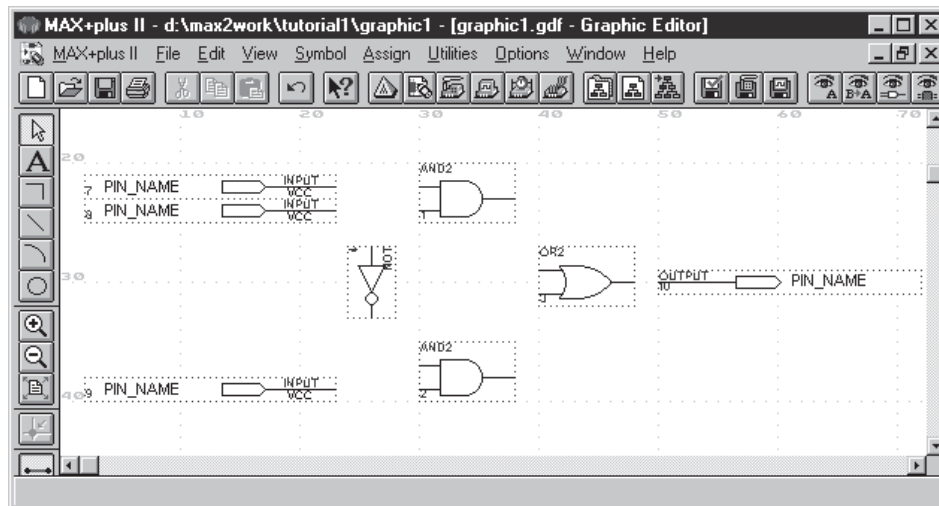 MAX+plus II - d:\max2work\tutorial1\graphic1 - [graphic1.gdf - Graphic Editor]
MAX+plus II File Edit View Symbol Assign Utilities Options Window Help
A B→A
10 20 30 40 50 60 70
A
20
AND2
7 PIN_NAME INPUT
VCC
8 PIN_NAME INPUT
VCC
1
NOT
4
OR2
3
30
OUTPUT
10
PIN_NAME
AND2
2
40
9 PIN_NAME INPUT
VCC